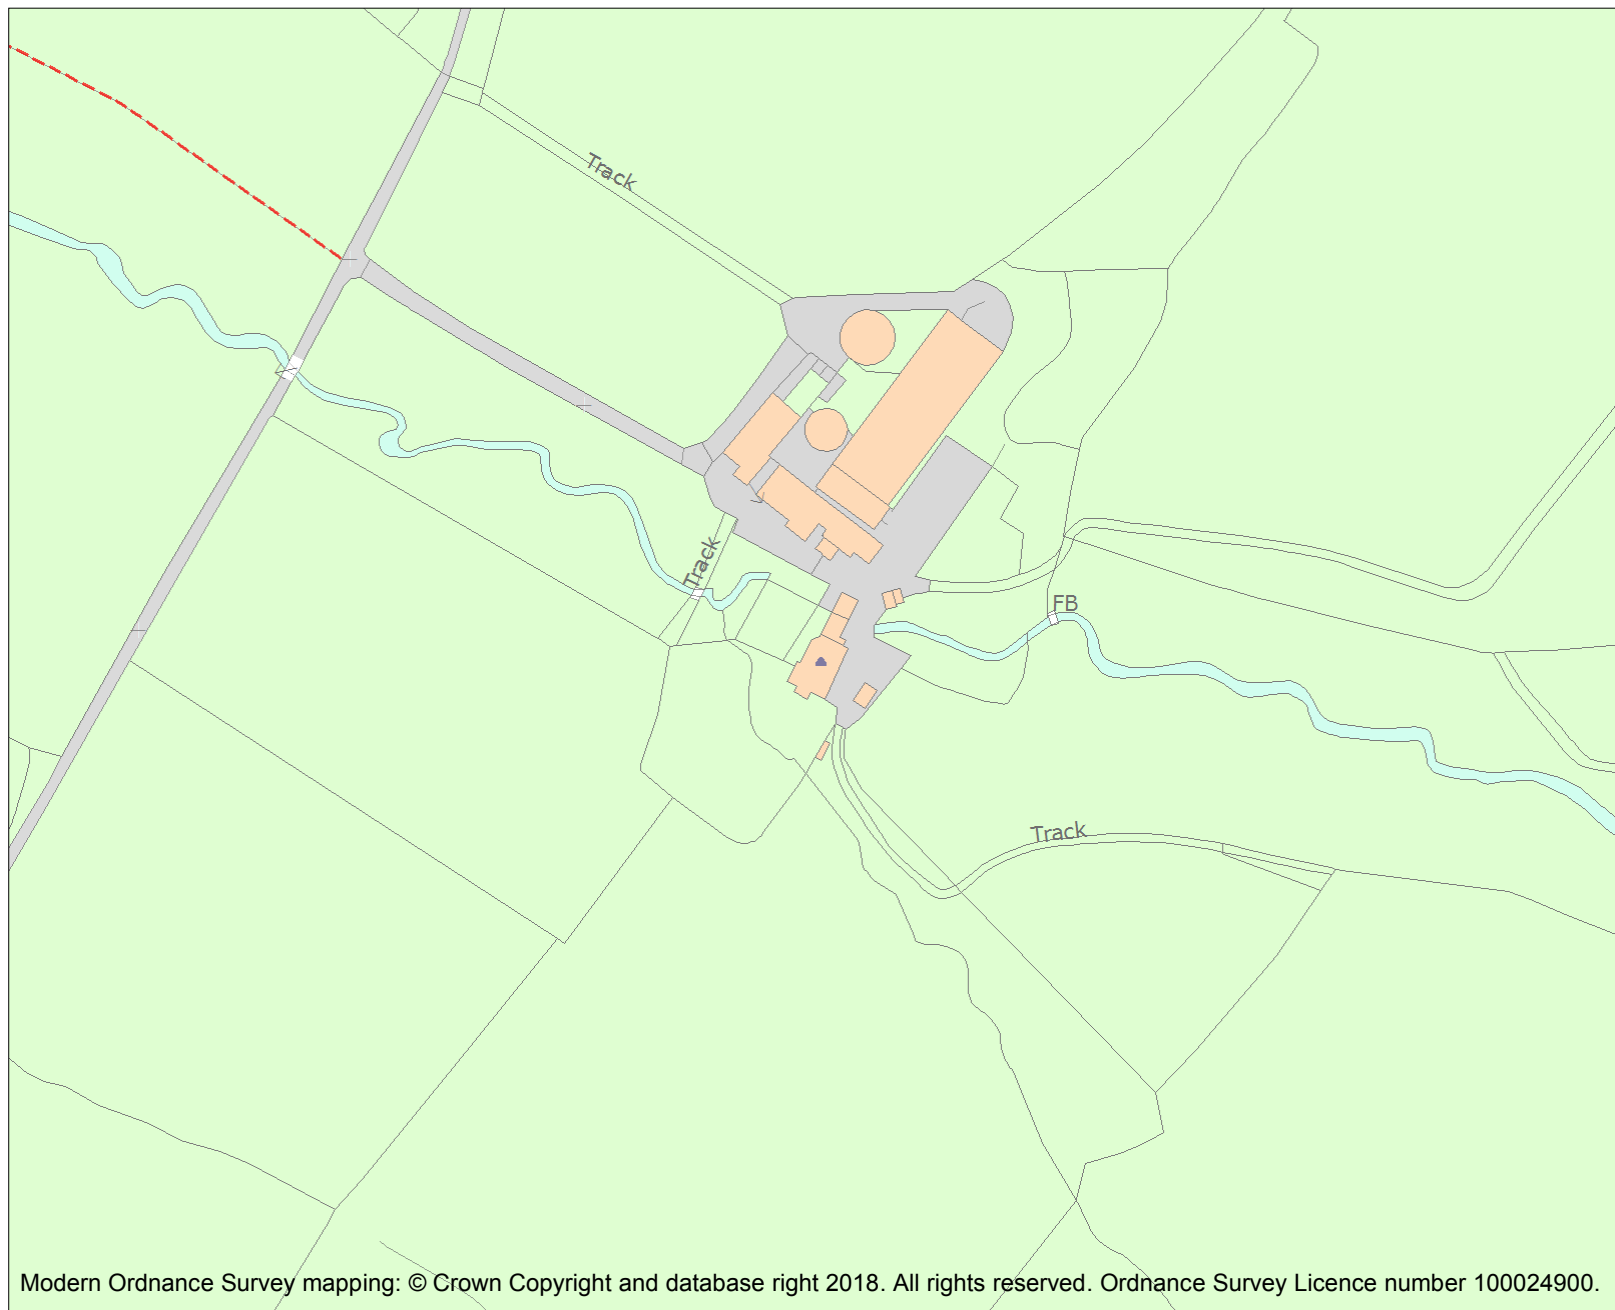 Track
Track
FB
Track
Modern Ordnance Survey mapping: © Crown Copyright and database right 2018. All rights reserved. Ordnance Survey Licence number 100024900.